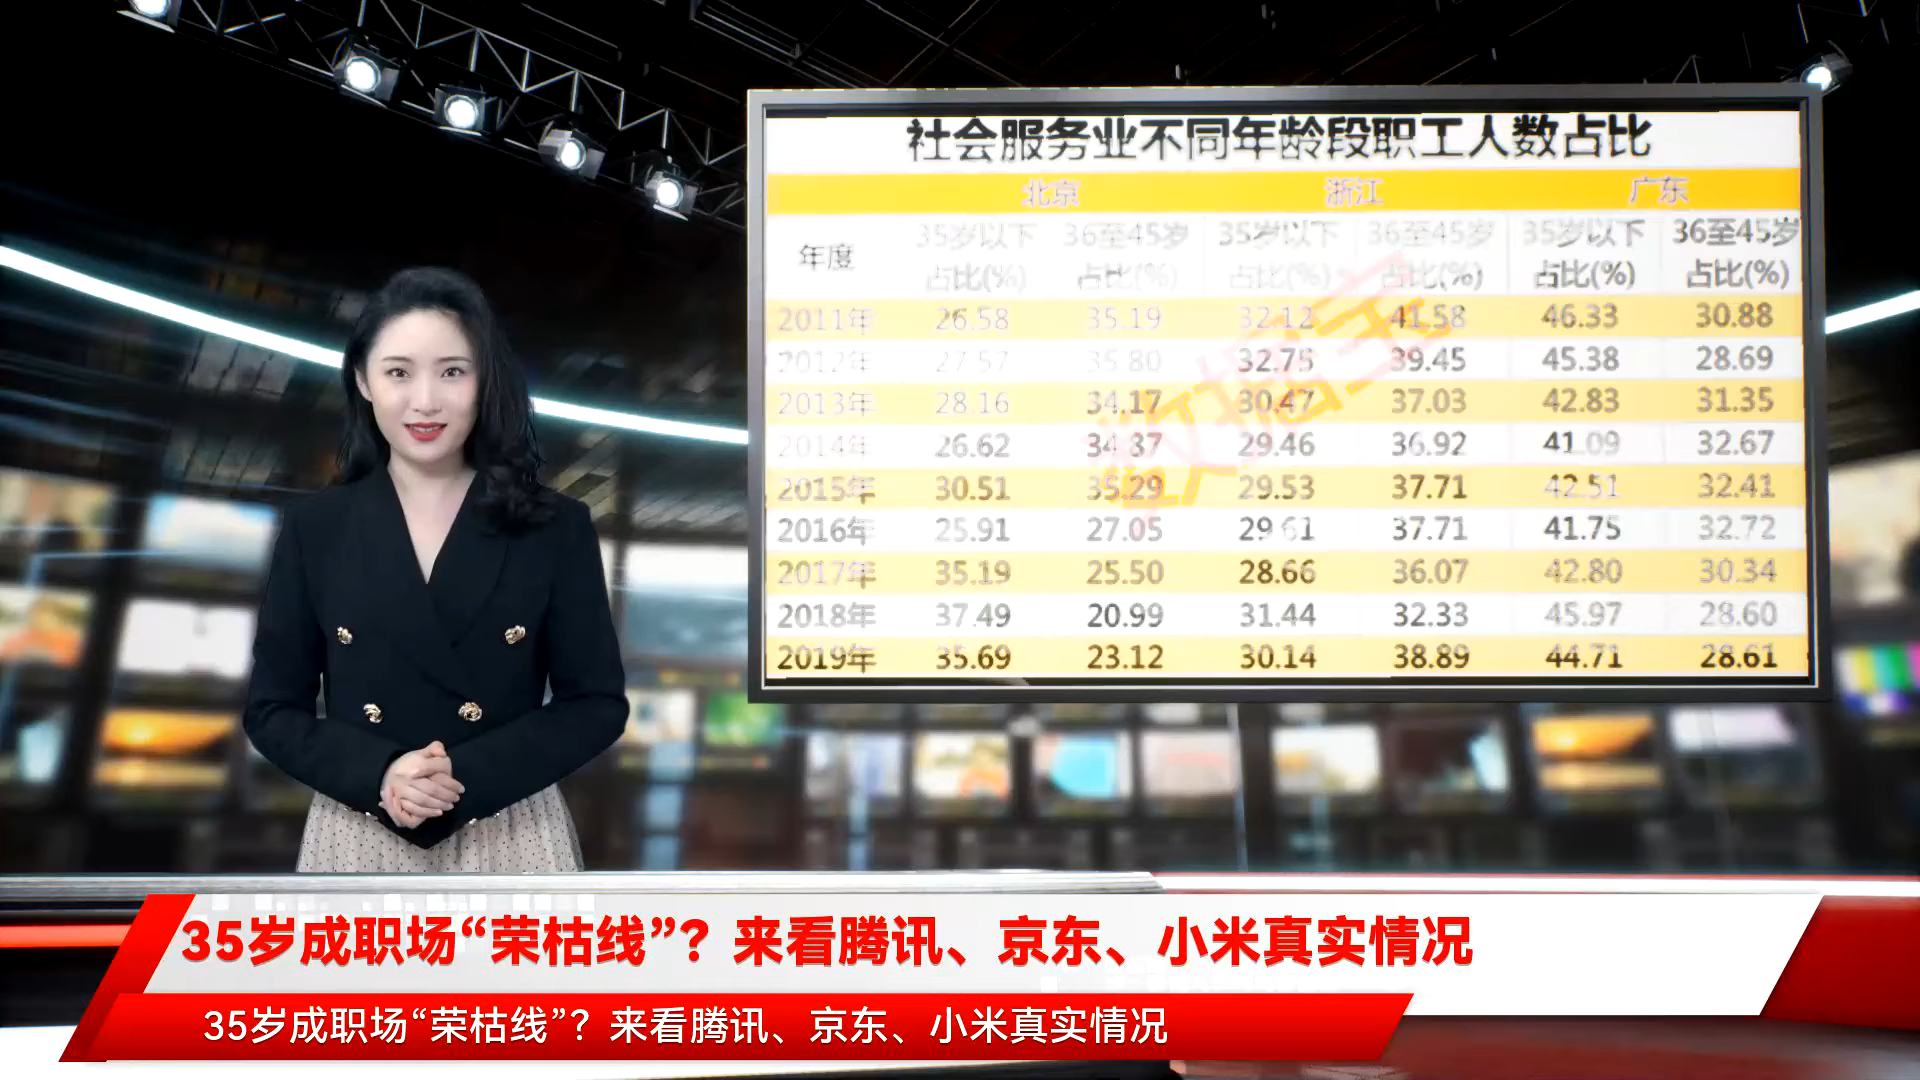 社会服务业不同年龄段职工人数占比
北京 浙江 广东
年度 35岁以下占比(%) 36至45岁占比(%) 35岁以下占比(%) 36至45岁占比(%) 35岁以下占比(%) 36至45岁占比(%)
2011年 26.58 35.19 32.12 41.58 46.33 30.88
2012年 27.57 35.80 32.75 39.45 45.38 28.69
2013年 28.16 34.17 30.47 37.03 42.83 31.35
2014年 26.62 34.37 29.46 36.92 41.09 32.67
2015年 30.51 35.29 29.53 37.71 42.51 32.41
2016年 25.91 27.05 29.61 37.71 41.75 32.72
2017年 35.19 25.50 28.66 36.07 42.80 30.34
2018年 37.49 20.99 31.44 32.33 45.97 28.60
2019年 35.69 23.12 30.14 38.89 44.71 28.61
数据宝
35岁成职场“荣枯线”？来看腾讯、京东、小米真实情况
35岁成职场“荣枯线”？来看腾讯、京东、小米真实情况